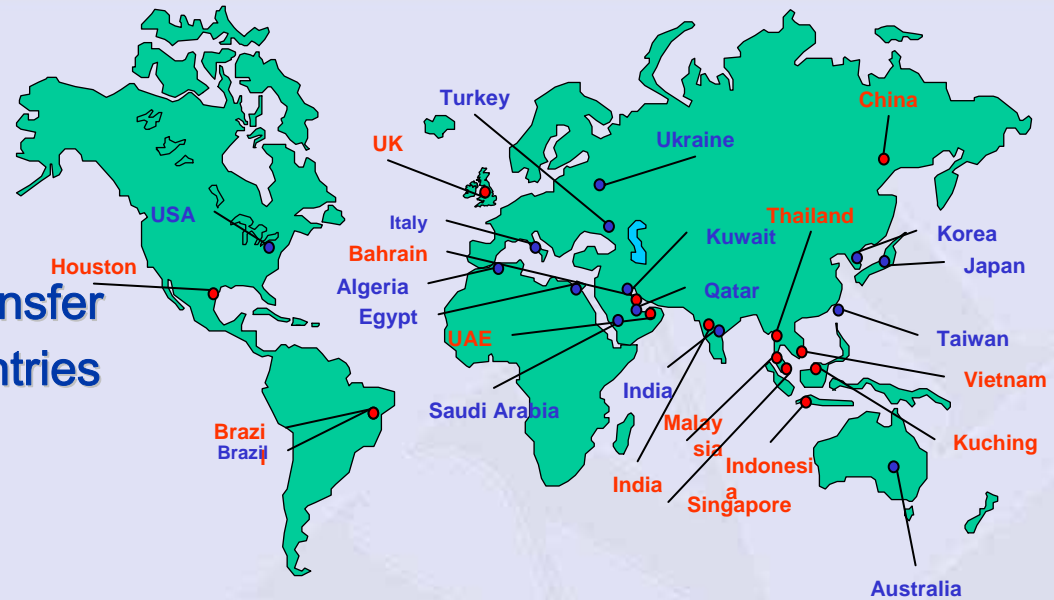 Turkey
China
UK
Ukraine
USA
Thailand
Italy
Kuwait
Korea
Bahrain
Houston
Japan
Algeria
Qatar
nsfer
Egypt
UAE
Taiwan
ntries
Vietnam
India
Saudi Arabia
Malay
sia
Brazi
l
Brazil
Kuching
Indonesi
a
India
Singapore
Australia